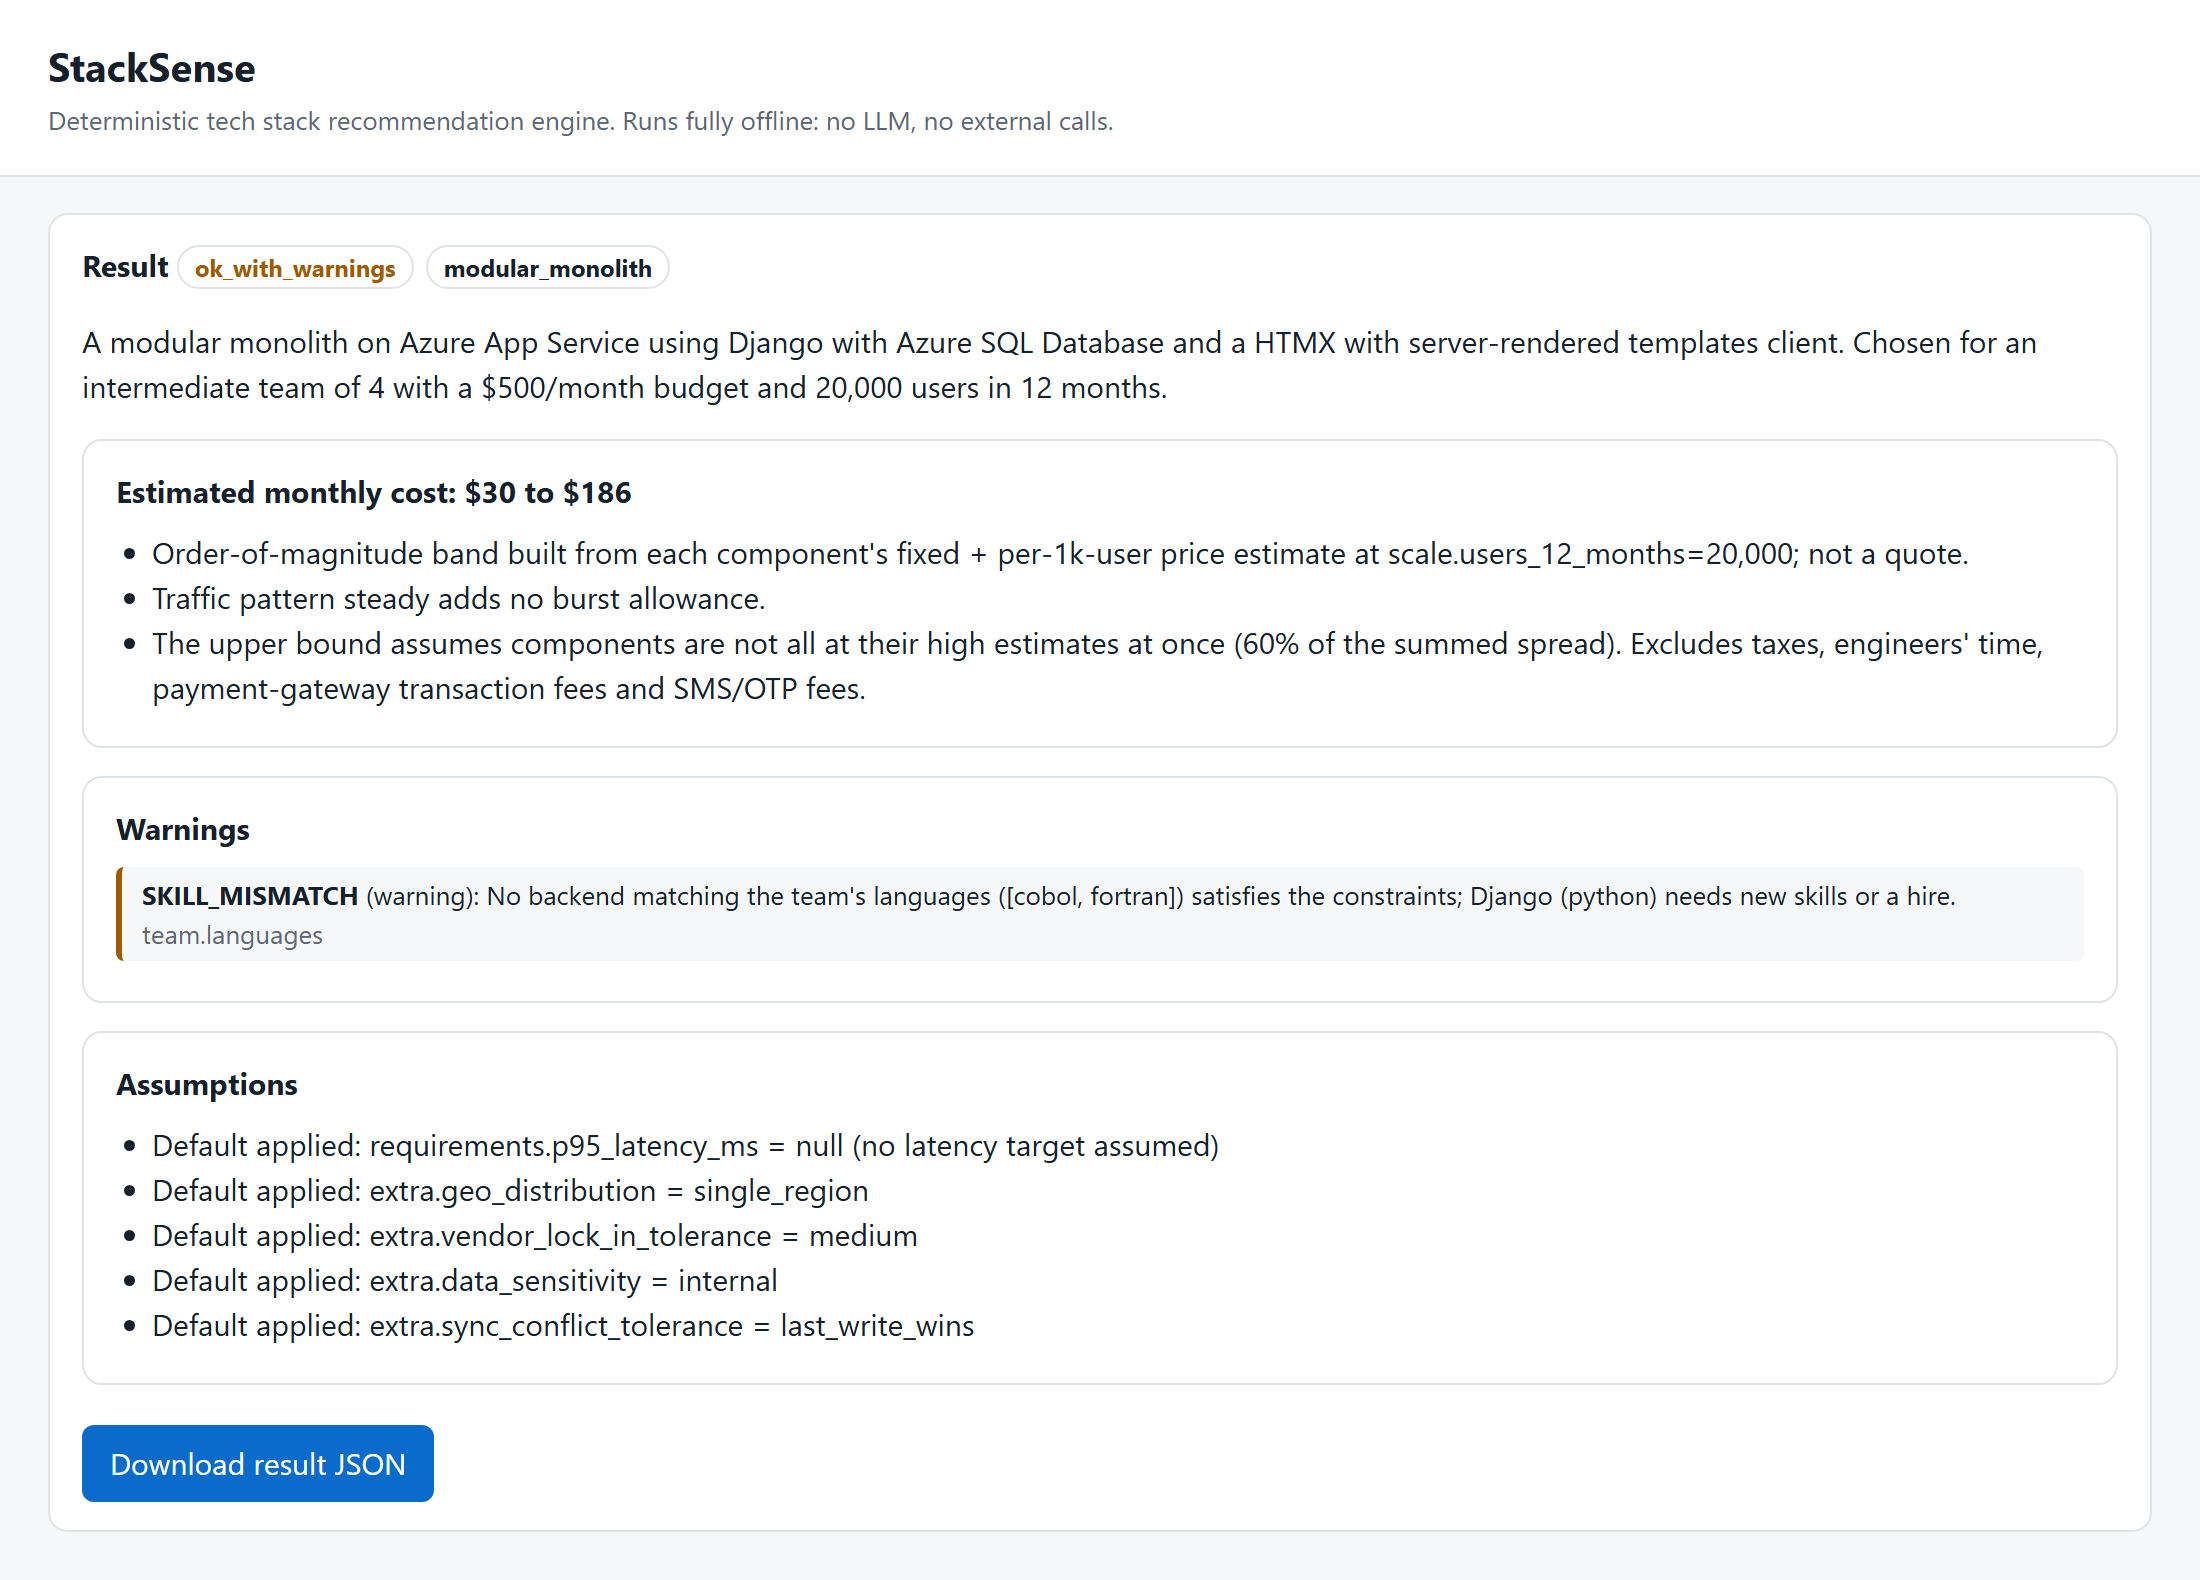 StackSense
Deterministic tech stack recommendation engine. Runs fully offline: no LLM, no external calls.
Result ok_with_warnings modular_monolith
A modular monolith on Azure App Service using Django with Azure SQL Database and a HTMX with server-rendered templates client. Chosen for an
intermediate team of 4 with a $500/month budget and 20,000 users in 12 months.
Estimated monthly cost: $30 to $186
• Order-of-magnitude band built from each component's fixed + per-1k-user price estimate at scale.users_12_months=20,000; not a quote.
• Traffic pattern steady adds no burst allowance.
• The upper bound assumes components are not all at their high estimates at once (60% of the summed spread). Excludes taxes, engineers' time,
payment-gateway transaction fees and SMS/OTP fees.
Warnings
SKILL_MISMATCH (warning): No backend matching the team's languages ([cobol, fortran]) satisfies the constraints; Django (python) needs new skills or a hire.
team.languages
Assumptions
• Default applied: requirements.p95_latency_ms = null (no latency target assumed)
• Default applied: extra.geo_distribution = single_region
• Default applied: extra.vendor_lock_in_tolerance = medium
• Default applied: extra.data_sensitivity = internal
• Default applied: extra.sync_conflict_tolerance = last_write_wins
Download result JSON